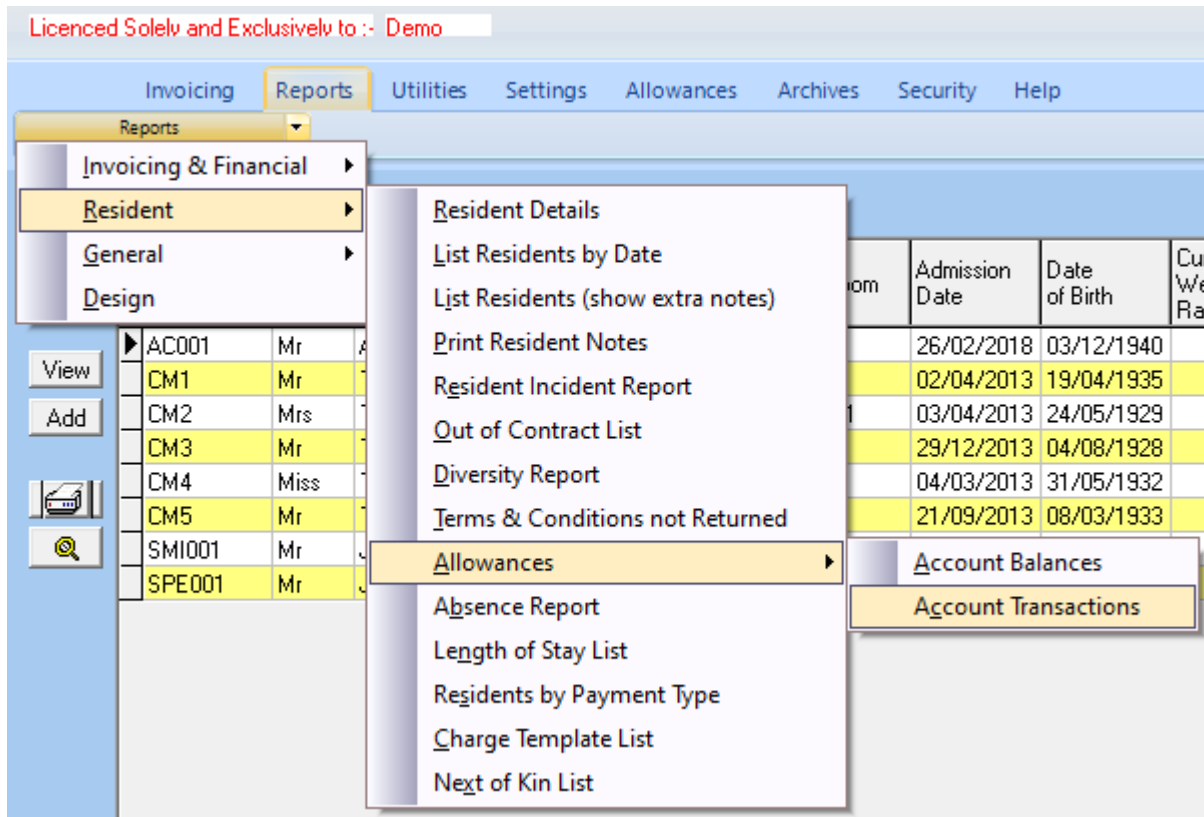 Licenced Solely and Exclusively to :- Demo
Invoicing Reports Utilities Settings Allowances Archives Security Help
Reports
Invoicing & Financial
Resident
General
Design
Resident Details
List Residents by Date
List Residents (show extra notes)
Print Resident Notes
Resident Incident Report
Out of Contract List
Diversity Report
Terms & Conditions not Returned
Allowances
Absence Report
Length of Stay List
Residents by Payment Type
Charge Template List
Next of Kin List
Account Balances
Account Transactions
Admission Date
Date of Birth
View
Add
AC001 Mr 26/02/2018 03/12/1940
CM1 Mr 02/04/2013 19/04/1935
CM2 Mrs 03/04/2013 24/05/1929
CM3 Mr 29/12/2013 04/08/1928
CM4 Miss 04/03/2013 31/05/1932
CM5 Mr 21/09/2013 08/03/1933
SMI001 Mr
SPE001 Mr